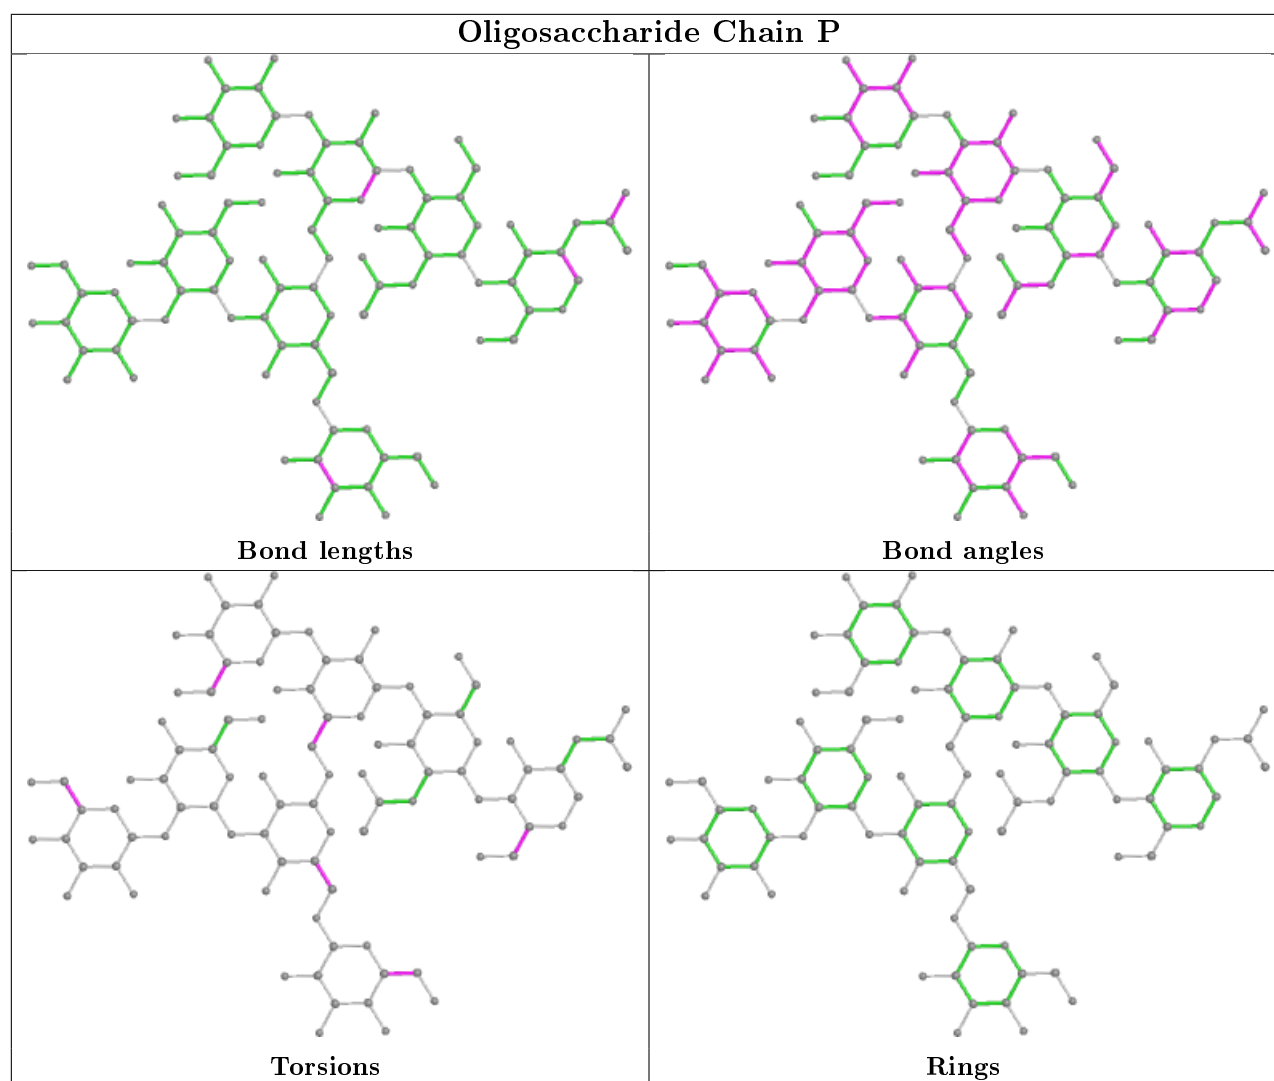 Oligosaccharide Chain P
Bond lengths
Bond angles
Torsions
Rings